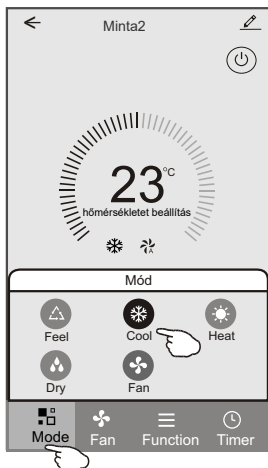 Minta2
23°C
hőmérsékletet beállítás
A
Mód
Feel Cool Heat
Dry Fan
Mode Fan Function Timer